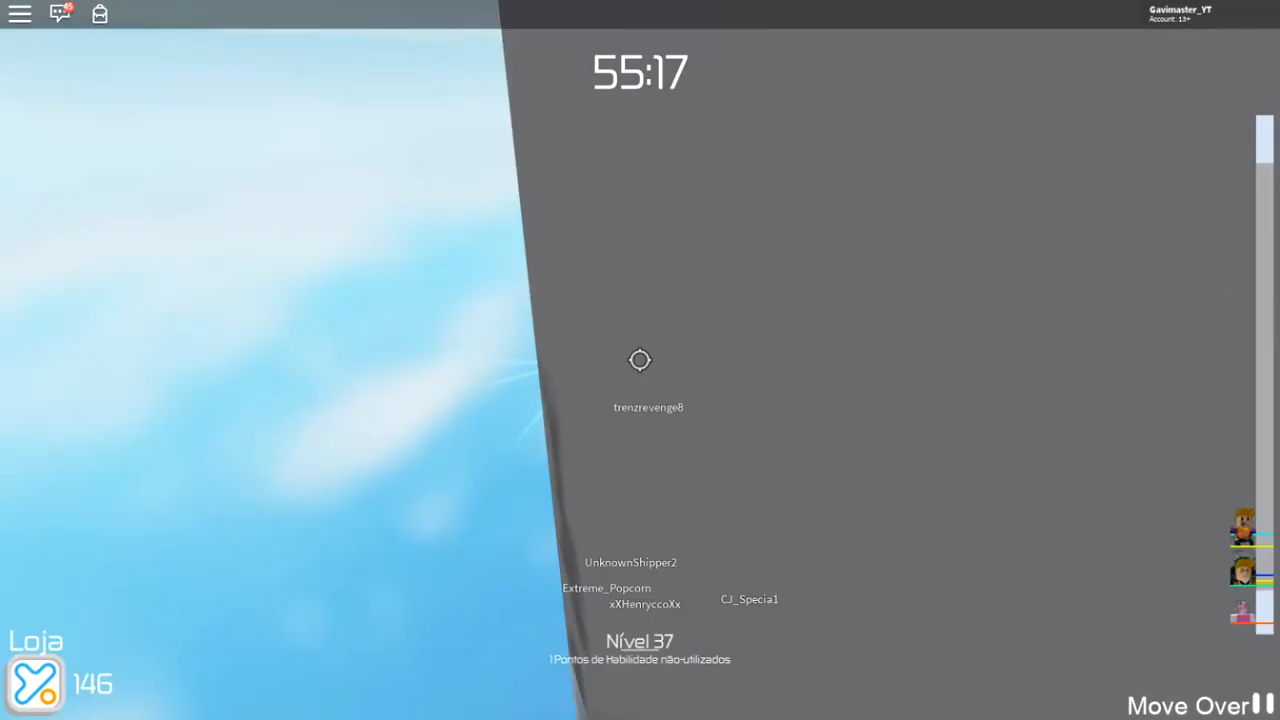 45
Gavimaster_YT
Account: 13+
55:17
trenzrevenge8
UnknownShipper2
Extreme_Popcorn
xXHenryccoXx
CJ_Specia1
Nível 37
1 Pontos de Habilidade não-utilizados
Loja
146
Move Over